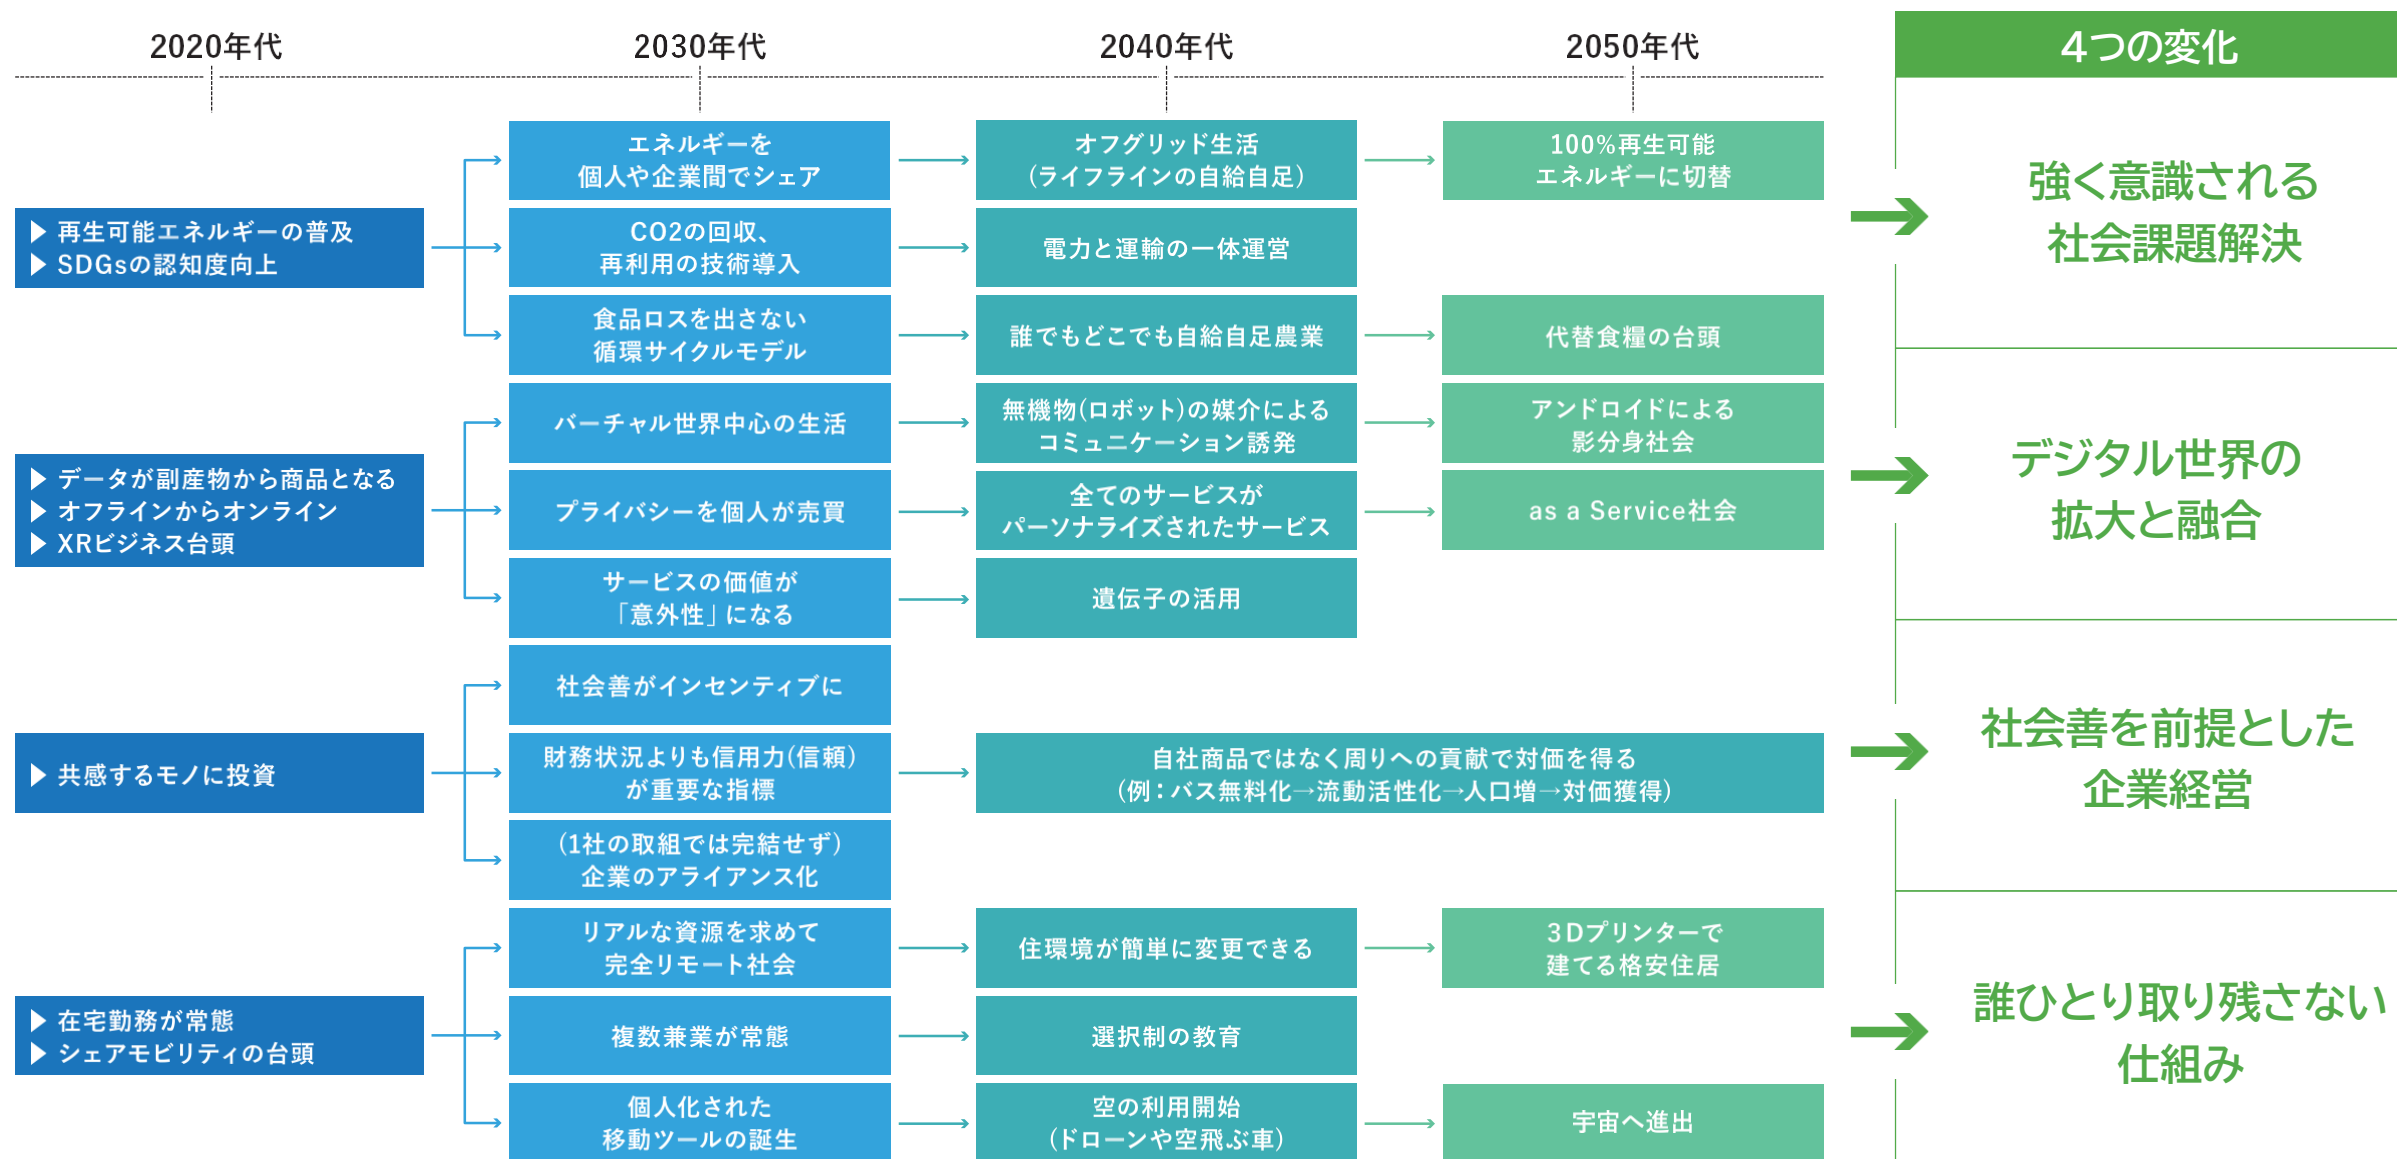 2020年代
2030年代
2040年代
2050年代
4つの変化
▶ 再生可能エネルギーの普及
▶ SDGsの認知度向上
エネルギーを
個人や企業間でシェア
オフグリッド生活
(ライフラインの自給自足)
100%再生可能
エネルギーに切替
CO2の回収、
再利用の技術導入
電力と運輸の一体運営
食品ロスを出さない
循環サイクルモデル
誰でもどこでも自給自足農業
代替食糧の台頭
強く意識される
社会課題解決
▶ データが副産物から商品となる
▶ オフラインからオンライン
▶ XRビジネス台頭
バーチャル世界中心の生活
無機物(ロボット)の媒介による
コミュニケーション誘発
アンドロイドによる
影分身社会
プライバシーを個人が売買
全てのサービスが
パーソナライズされたサービス
as a Service社会
サービスの価値が
「意外性」になる
遺伝子の活用
デジタル世界の
拡大と融合
▶ 共感するモノに投資
社会善がインセンティブに
財務状況よりも信用力(信頼)
が重要な指標
自社商品ではなく周りへの貢献で対価を得る
(例：バス無料化→流動活性化→人口増→対価獲得)
(1社の取組では完結せず)
企業のアライアンス化
社会善を前提とした
企業経営
▶ 在宅勤務が常態
▶ シェアモビリティの台頭
リアルな資源を求めて
完全リモート社会
住環境が簡単に変更できる
3Dプリンターで
建てる格安住居
複数兼業が常態
選択制の教育
個人化された
移動ツールの誕生
空の利用開始
(ドローンや空飛ぶ車)
宇宙へ進出
誰ひとり取り残さない
仕組み